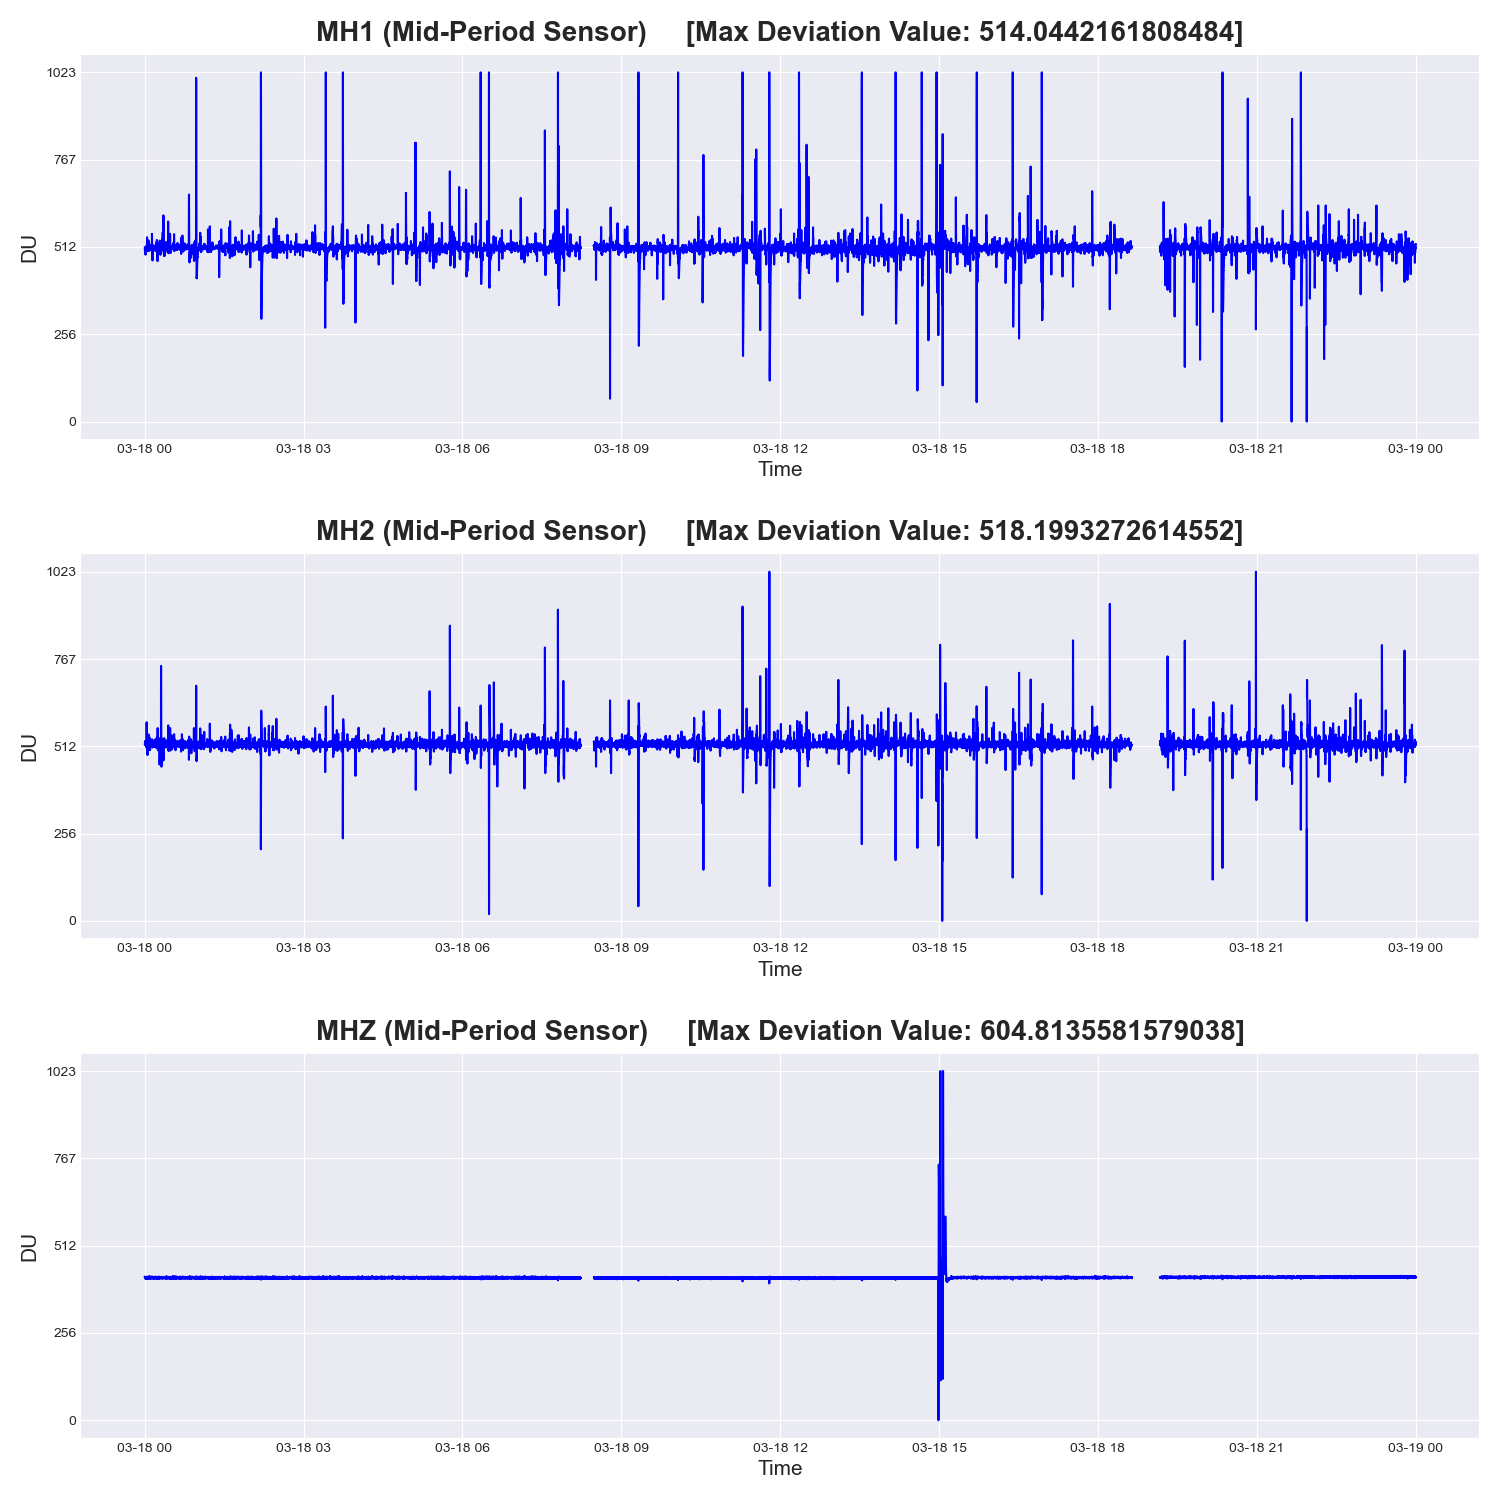 MH1 (Mid-Period Sensor) [Max Deviation Value: 514.0442161808484]
1023
767
512
256
0
DU
03-18 00 03-18 03 03-18 06 03-18 09 03-18 12 03-18 15 03-18 18 03-18 21 03-19 00
Time
MH2 (Mid-Period Sensor) [Max Deviation Value: 518.1993272614552]
1023
767
512
256
0
DU
03-18 00 03-18 03 03-18 06 03-18 09 03-18 12 03-18 15 03-18 18 03-18 21 03-19 00
Time
MHZ (Mid-Period Sensor) [Max Deviation Value: 604.8135581579038]
1023
767
512
256
0
DU
03-18 00 03-18 03 03-18 06 03-18 09 03-18 12 03-18 15 03-18 18 03-18 21 03-19 00
Time